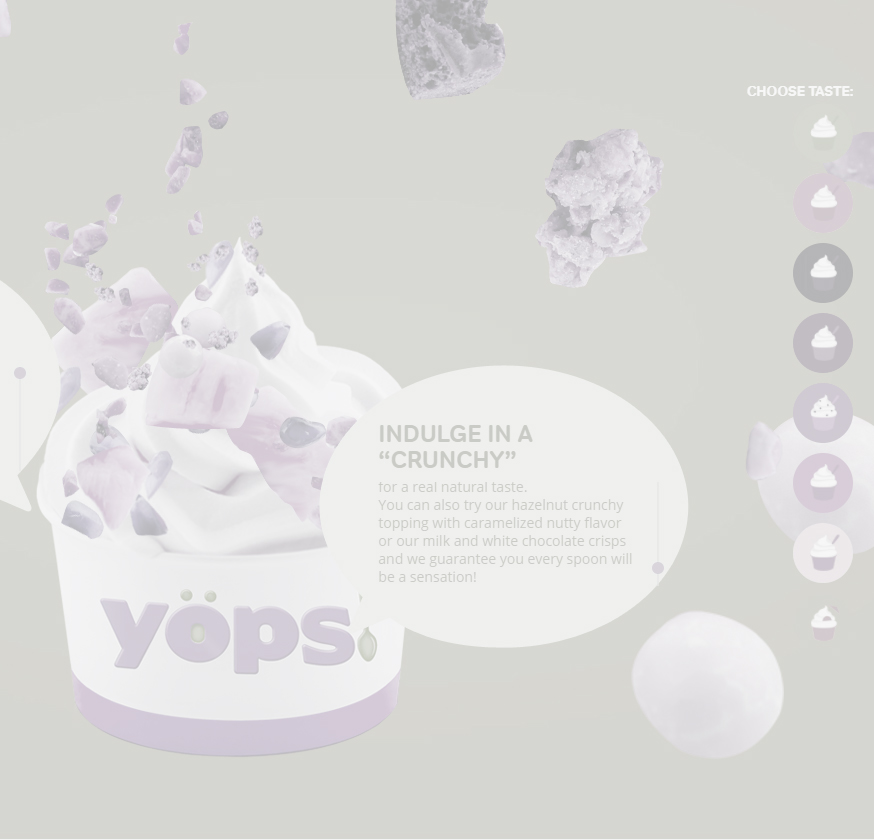 CHOOSE TASTE:
INDULGE IN A
“CRUNCHY”
for a real natural taste.
You can also try our hazelnut crunchy
topping with caramelized nutty flavor
or our milk and white chocolate crisps
and we guarantee you every spoon will
be a sensation!
yöps